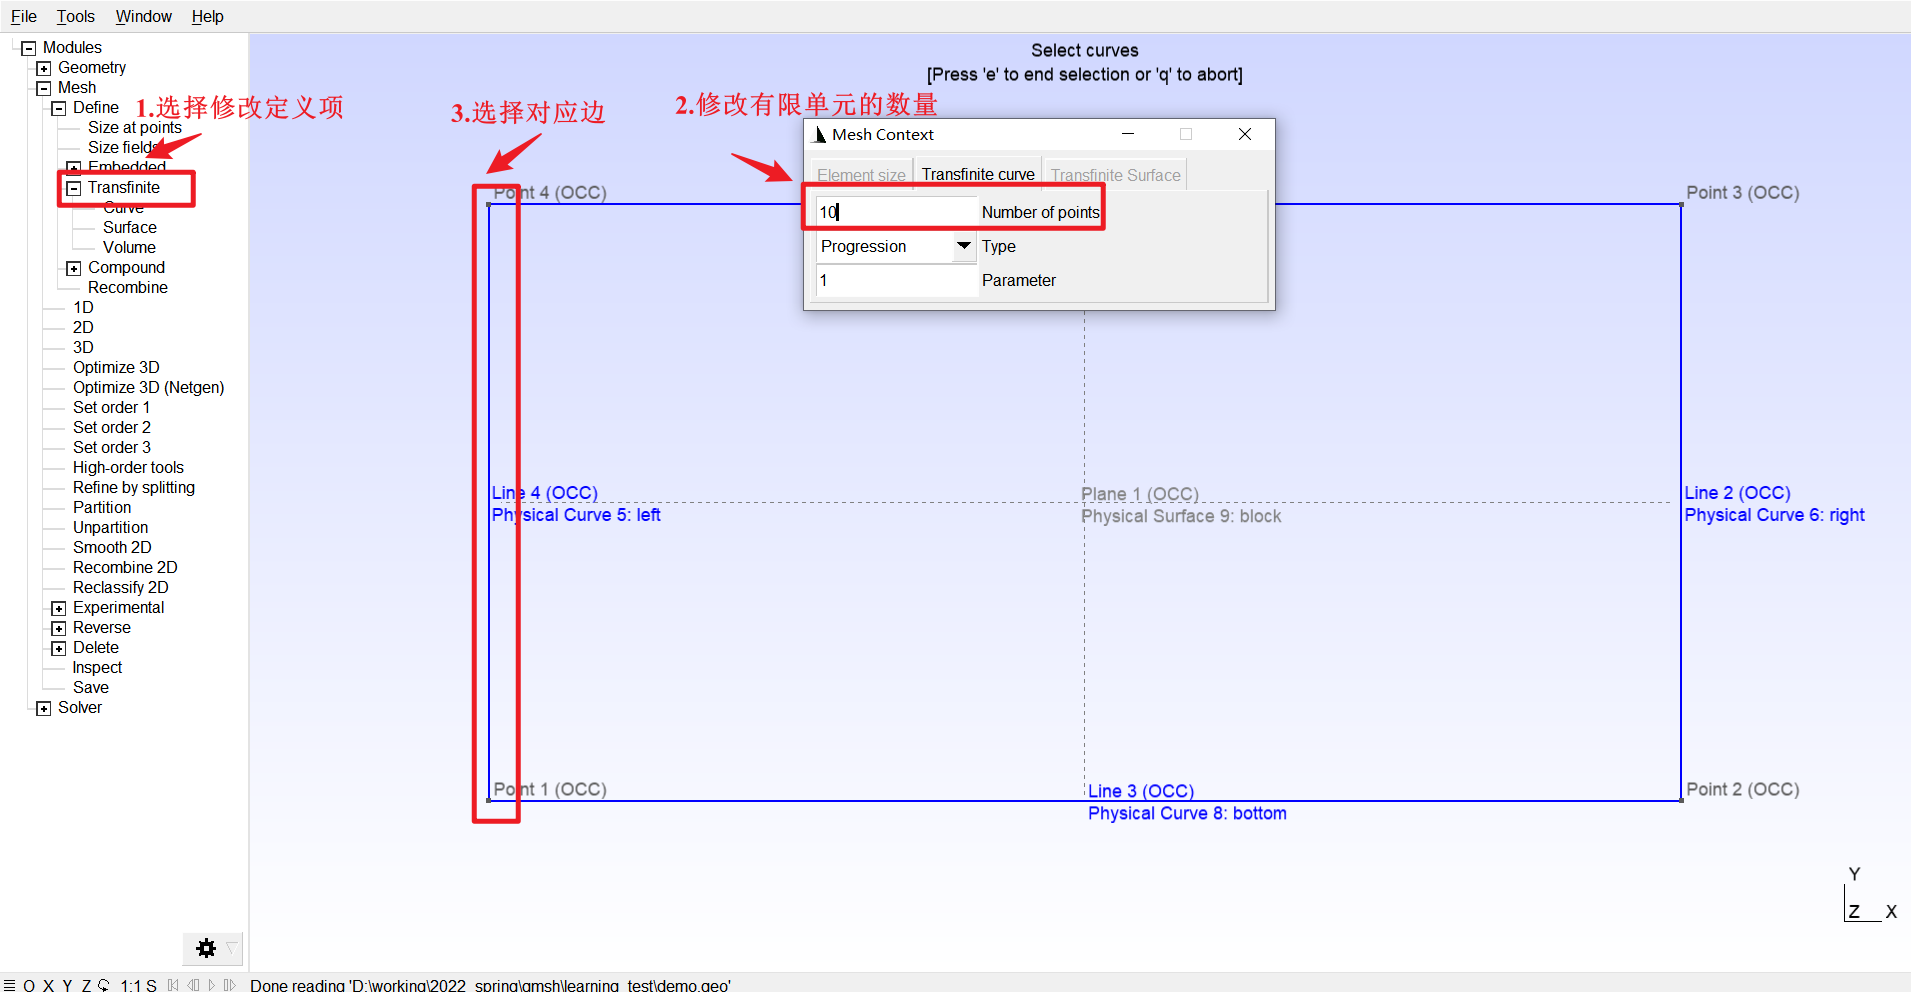 File Tools Window Help
Modules
Geometry
Mesh
Define
Size at points
Size fields
Embedded
Transfinite
Curve
Surface
Volume
Compound
Recombine
1D
2D
3D
Optimize 3D
Optimize 3D (Netgen)
Set order 1
Set order 2
Set order 3
High-order tools
Refine by splitting
Partition
Unpartition
Smooth 2D
Recombine 2D
Reclassify 2D
Experimental
Reverse
Delete
Inspect
Save
Solver
1.选择修改定义项
3.选择对应边
2.修改有限单元的数量
Select curves
[Press 'e' to end selection or 'q' to abort]
Mesh Context
Element size Transfinite curve Transfinite Surface
10 Number of points
Progression Type
1 Parameter
Point 4 (OCC)
Point 3 (OCC)
Line 4 (OCC)
Physical Curve 5: left
Plane 1 (OCC)
Physical Surface 9: block
Line 2 (OCC)
Physical Curve 6: right
Point 1 (OCC)
Line 3 (OCC)
Physical Curve 8: bottom
Point 2 (OCC)
Y
Z X
O X Y Z 1:1 S Done reading 'D:\working\2022_spring\gmsh\learning_test\demo.geo'